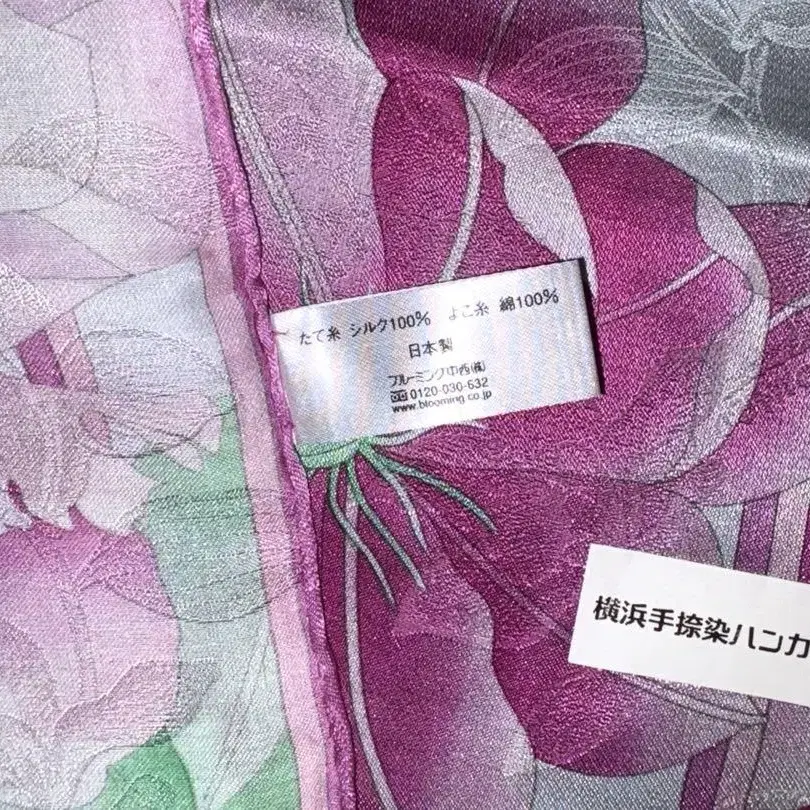 たて糸 シルク100% よこ糸 綿100%
日本製
ブルーミング中西(株)
0120-030-632
www.blooming.co.jp
横浜手捺染ハンカ